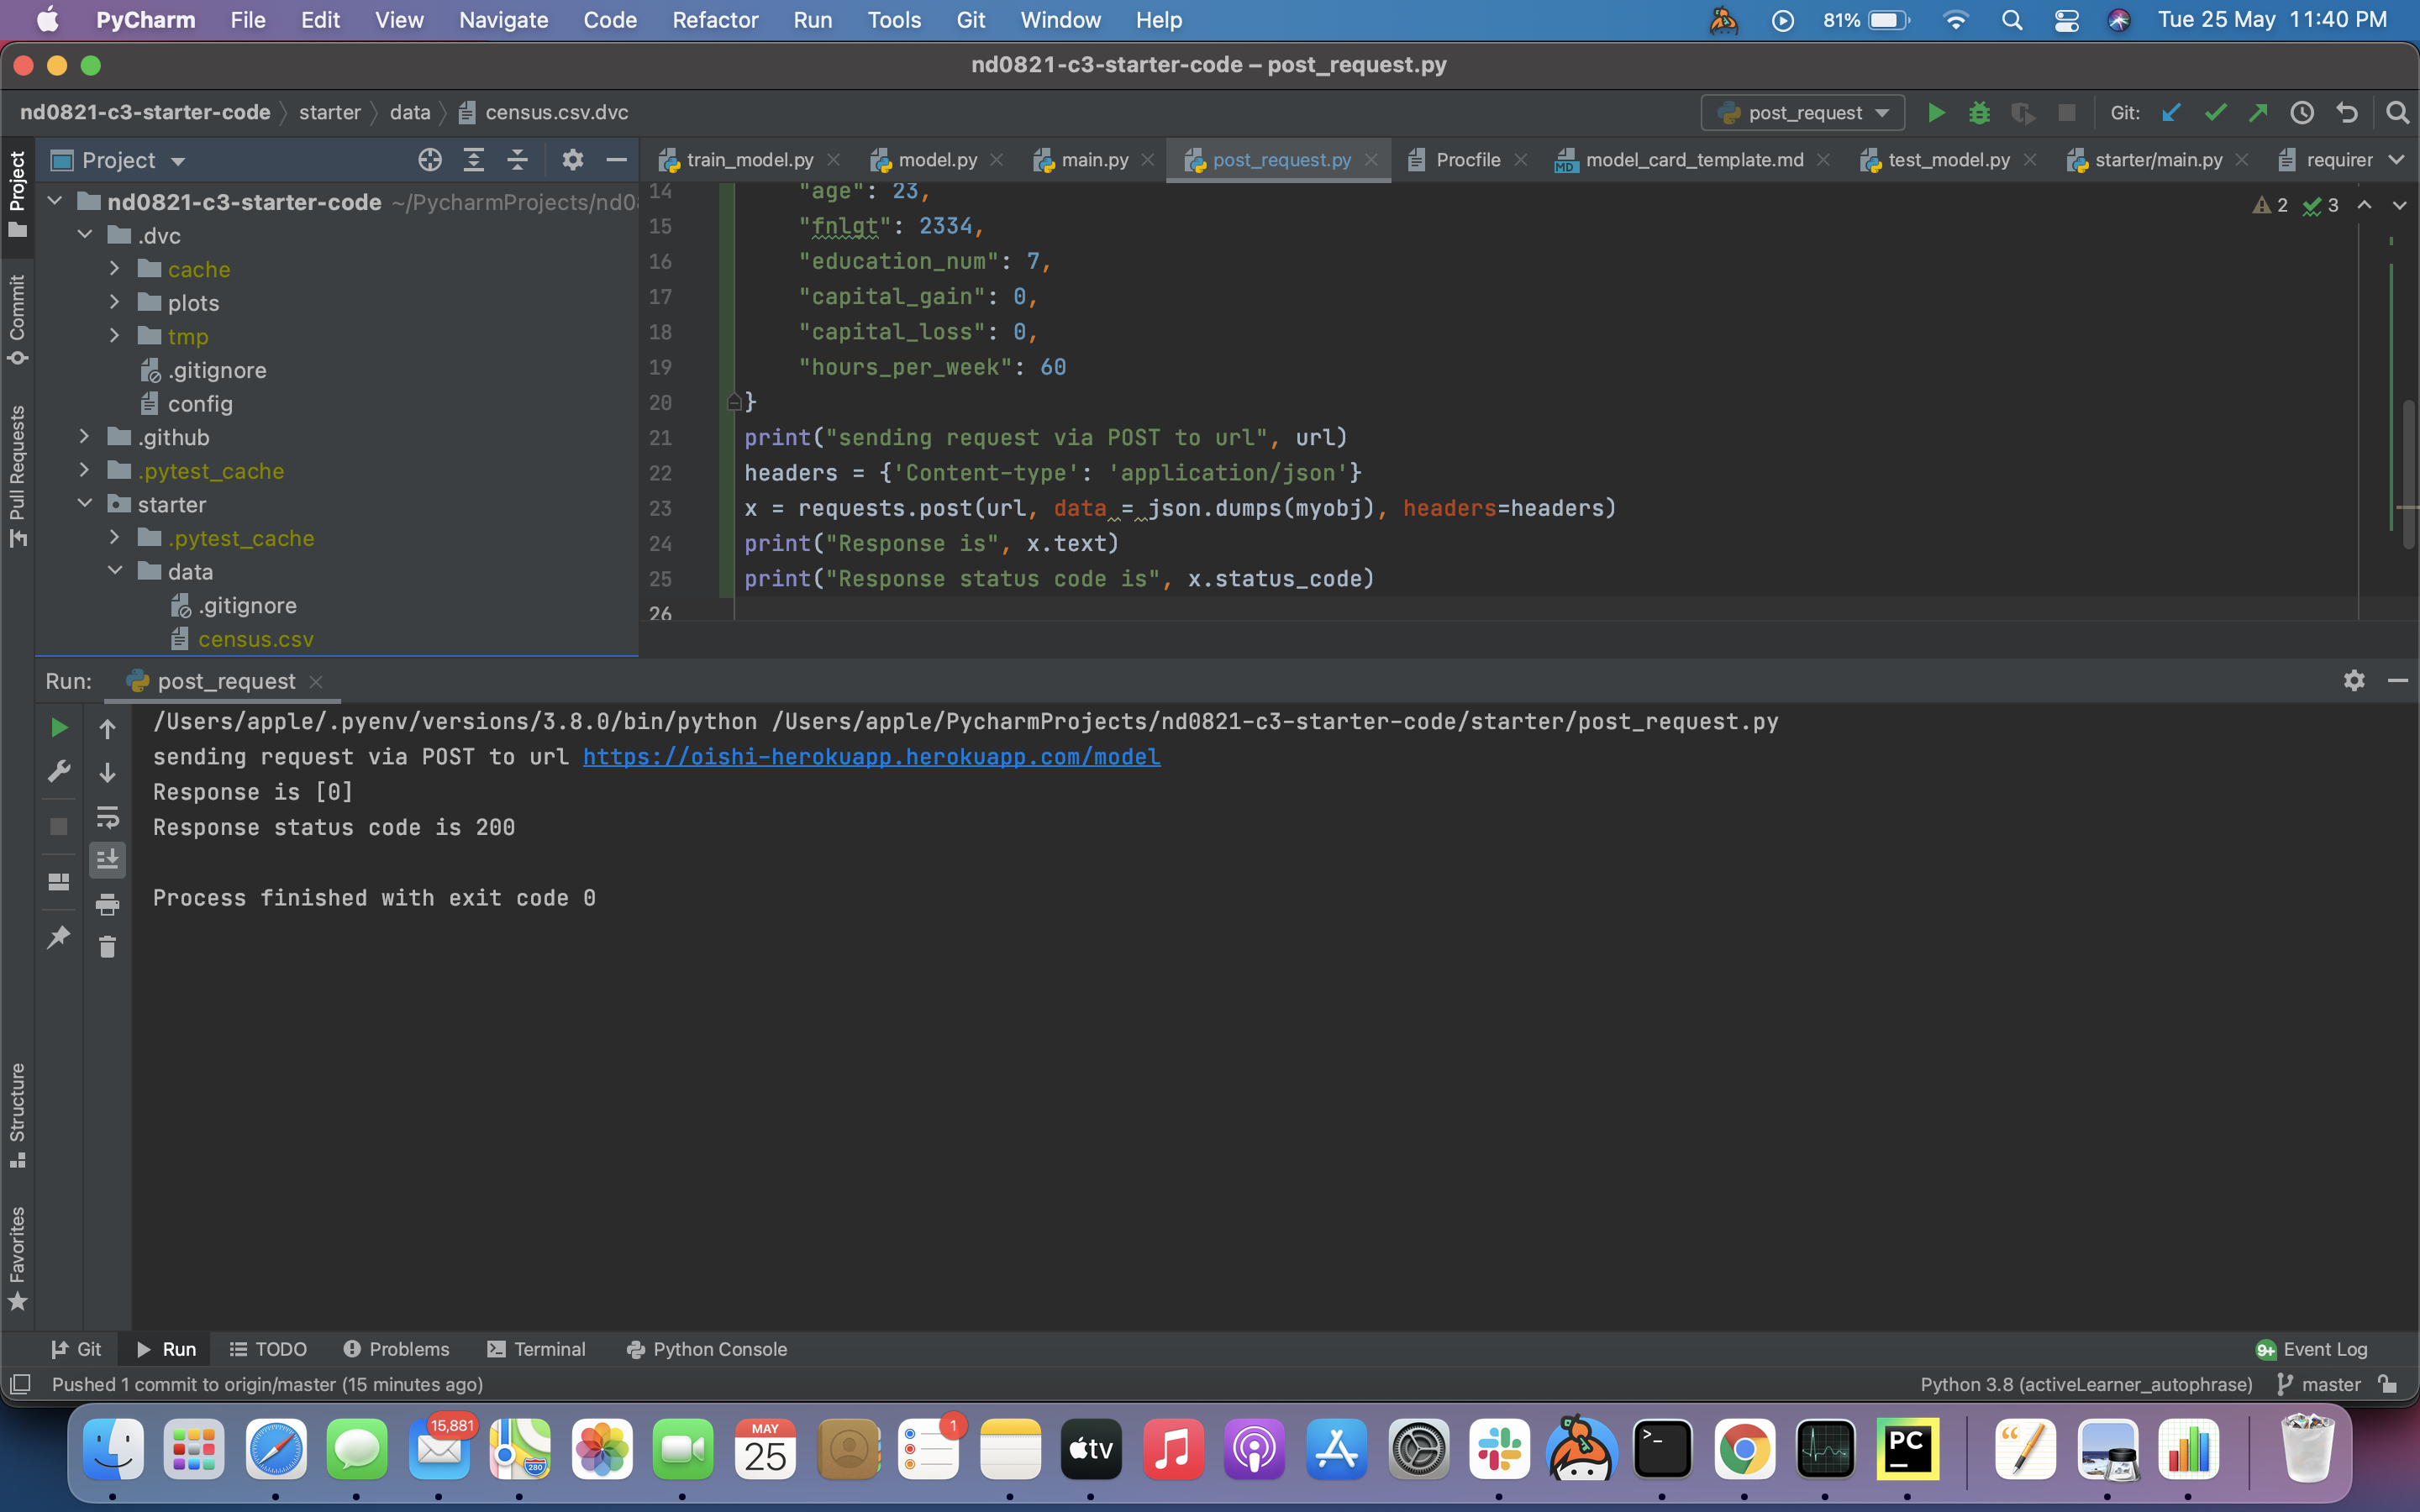 PyCharm File Edit View Navigate Code Refactor Run Tools Git Window Help 81% Tue 25 May 11:40 PM
nd0821-c3-starter-code – post_request.py
nd0821-c3-starter-code starter data census.csv.dvc post_request Git:
Project train_model.py model.py main.py post_request.py Procfile model_card_template.md test_model.py starter/main.py requirer
nd0821-c3-starter-code ~/PycharmProjects/nd08
.dvc
cache
plots
tmp
.gitignore
config
.github
.pytest_cache
starter
.pytest_cache
data
.gitignore
census.csv
2 3
14 "age": 23,
15 "fnlgt": 2334,
16 "education_num": 7,
17 "capital_gain": 0,
18 "capital_loss": 0,
19 "hours_per_week": 60
20 }
21 print("sending request via POST to url", url)
22 headers = {'Content-type': 'application/json'}
23 x = requests.post(url, data = json.dumps(myobj), headers=headers)
24 print("Response is", x.text)
25 print("Response status code is", x.status_code)
26
Project
Commit
Pull Requests
Structure
Favorites
Run: post_request
/Users/apple/.pyenv/versions/3.8.0/bin/python /Users/apple/PycharmProjects/nd0821-c3-starter-code/starter/post_request.py
sending request via POST to url https://oishi-herokuapp.herokuapp.com/model
Response is [0]
Response status code is 200
Process finished with exit code 0
Git Run TODO Problems Terminal Python Console 9+ Event Log
Pushed 1 commit to origin/master (15 minutes ago) Python 3.8 (activeLearner_autophrase) master
15,881
280
MAY
25
1
tv
>_
PC